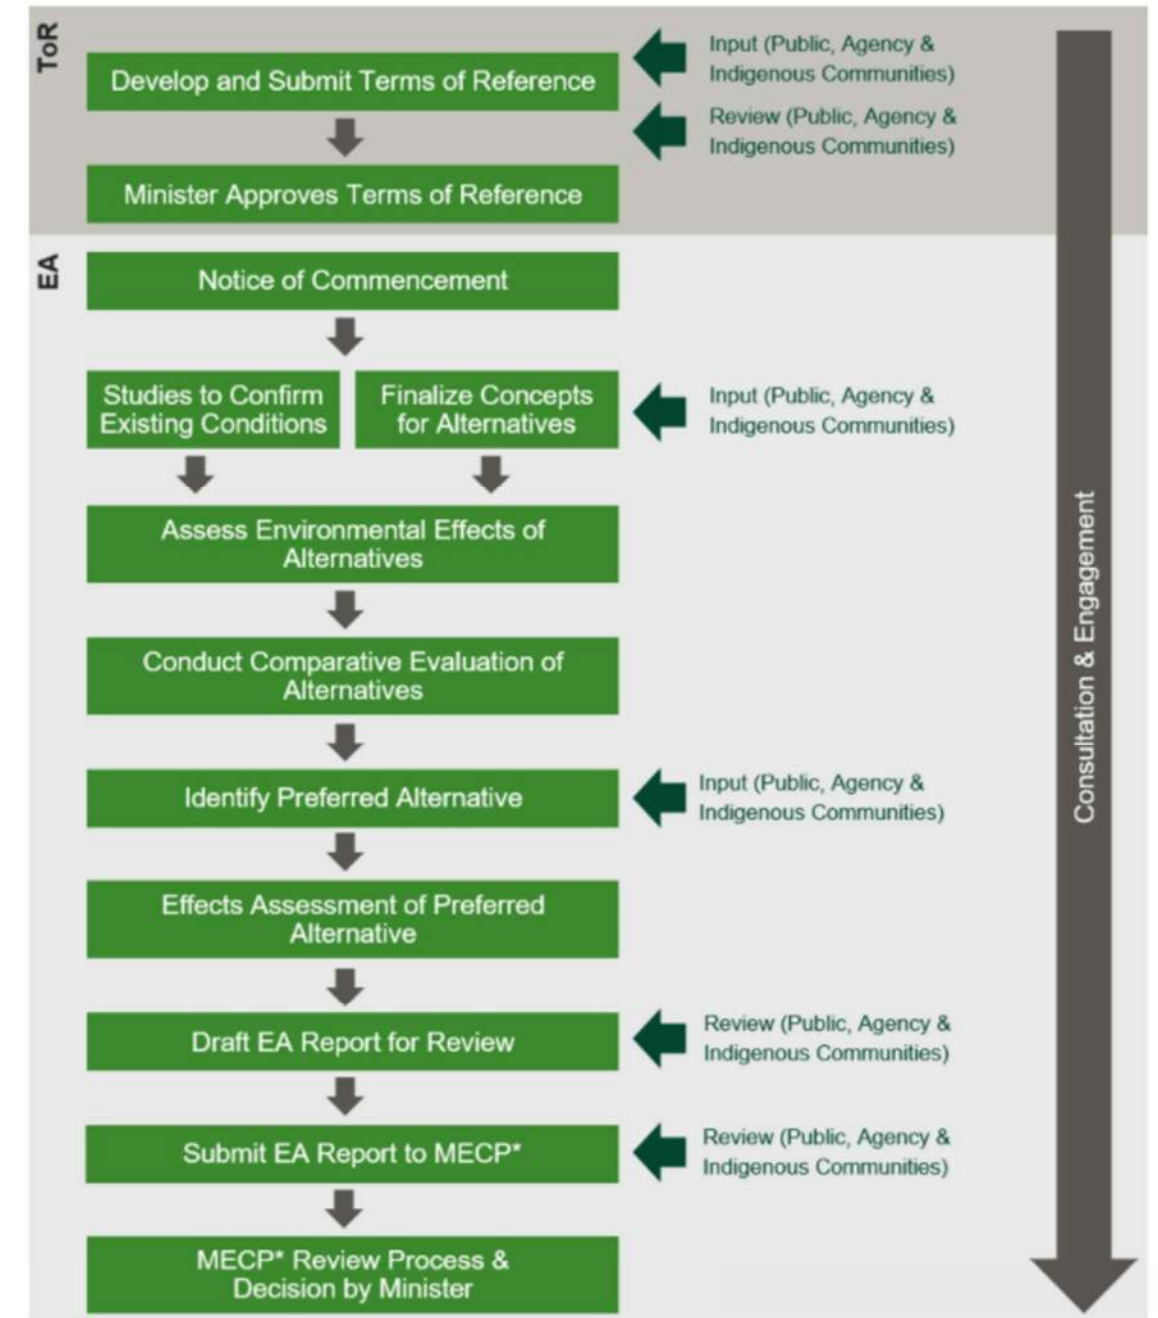 ToR
Develop and Submit Terms of Reference
Input (Public, Agency &
Indigenous Communities)
Review (Public, Agency &
Indigenous Communities)
Minister Approves Terms of Reference
EA
Notice of Commencement
Studies to Confirm
Existing Conditions
Finalize Concepts
for Alternatives
Input (Public, Agency &
Indigenous Communities)
Assess Environmental Effects of
Alternatives
Conduct Comparative Evaluation of
Alternatives
Identify Preferred Alternative
Input (Public, Agency &
Indigenous Communities)
Effects Assessment of Preferred
Alternative
Draft EA Report for Review
Review (Public, Agency &
Indigenous Communities)
Submit EA Report to MECP*
Review (Public, Agency &
Indigenous Communities)
MECP* Review Process &
Decision by Minister
Consultation & Engagement